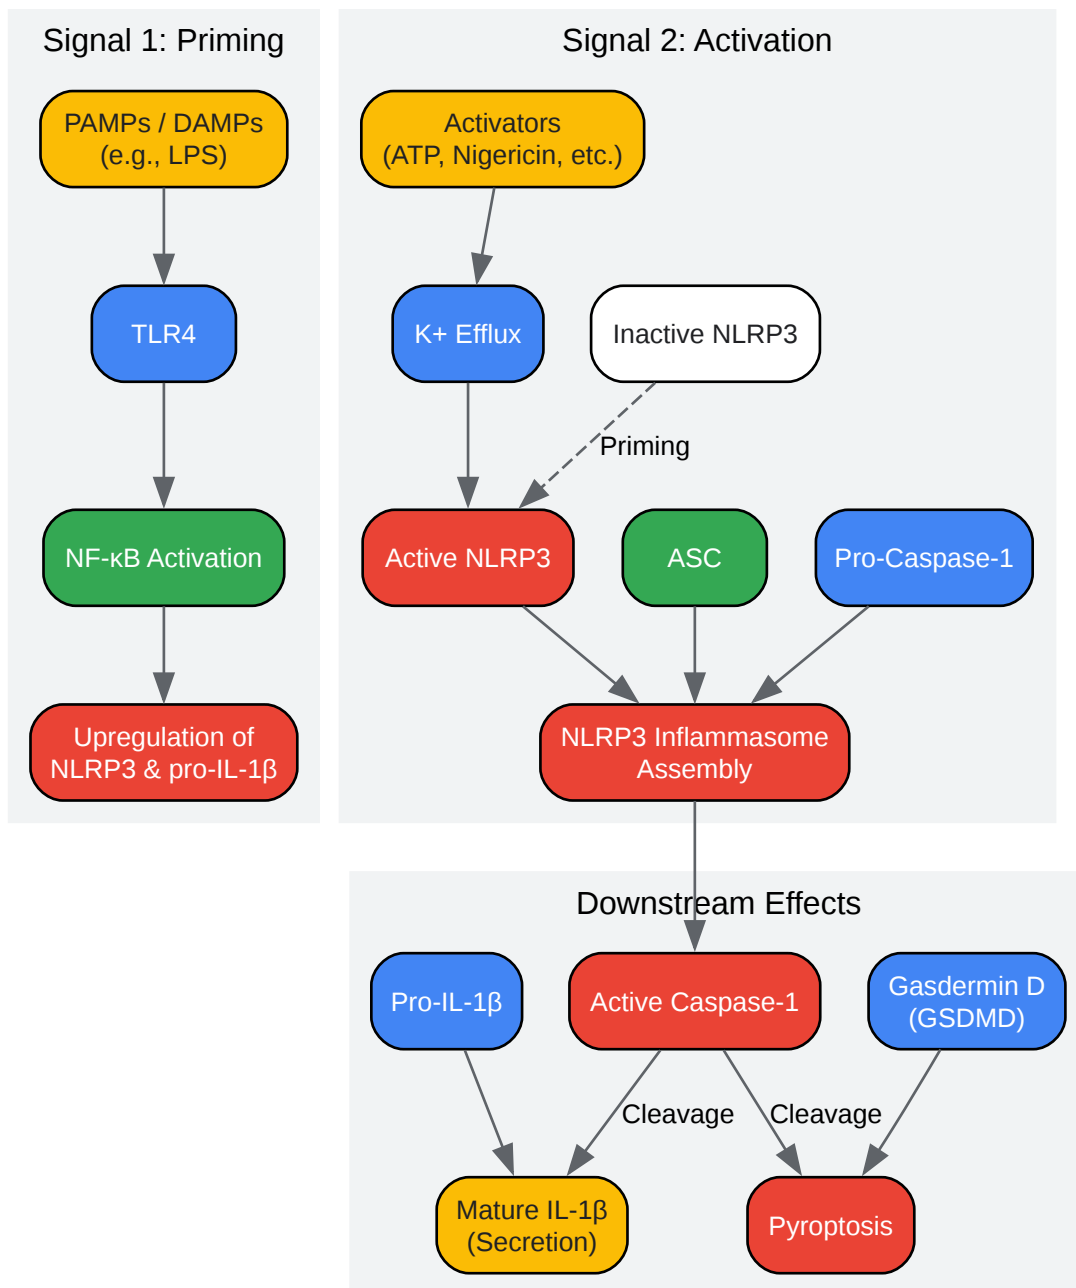 Signal 1: Priming
PAMPs / DAMPs
(e.g., LPS)
TLR4
NF-κB Activation
Upregulation of
NLRP3 & pro-IL-1β
Signal 2: Activation
Activators
(ATP, Nigericin, etc.)
K+ Efflux
Inactive NLRP3
Priming
Active NLRP3
ASC
Pro-Caspase-1
NLRP3 Inflammasome
Assembly
Downstream Effects
Pro-IL-1β
Active Caspase-1
Gasdermin D
(GSDMD)
Cleavage
Cleavage
Mature IL-1β
(Secretion)
Pyroptosis